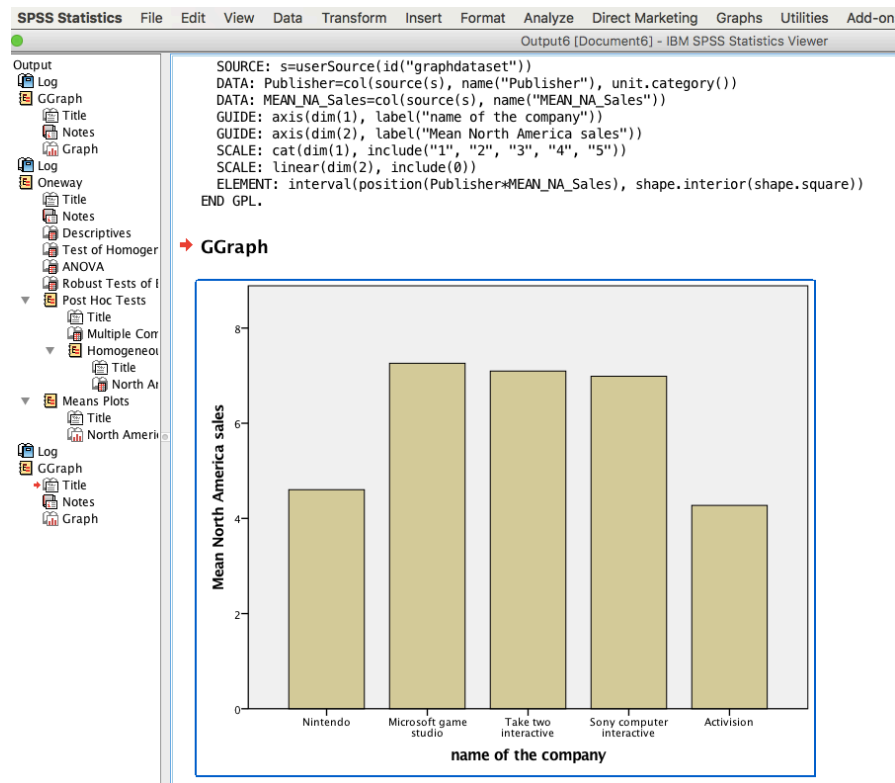 SPSS Statistics File Edit View Data Transform Insert Format Analyze Direct Marketing Graphs Utilities Add-on
Output6 [Document6] - IBM SPSS Statistics Viewer
Output
Log
GGraph
Title
Notes
Graph
Log
Oneway
Title
Notes
Descriptives
Test of Homoger
ANOVA
Robust Tests of E
Post Hoc Tests
Title
Multiple Com
Homogeneou
Title
North Ar
Means Plots
Title
North Americ
Log
GGraph
Title
Notes
Graph
SOURCE: s=userSource(id("graphdataset"))
DATA: Publisher=col(source(s), name("Publisher"), unit.category())
DATA: MEAN_NA_Sales=col(source(s), name("MEAN_NA_Sales"))
GUIDE: axis(dim(1), label("name of the company"))
GUIDE: axis(dim(2), label("Mean North America sales"))
SCALE: cat(dim(1), include("1", "2", "3", "4", "5"))
SCALE: linear(dim(2), include(0))
ELEMENT: interval(position(Publisher*MEAN_NA_Sales), shape.interior(shape.square))
END GPL.
GGraph
Mean North America sales
8
6
4
2
0
Nintendo
Microsoft game
studio
Take two
interactive
Sony computer
interactive
Activision
name of the company